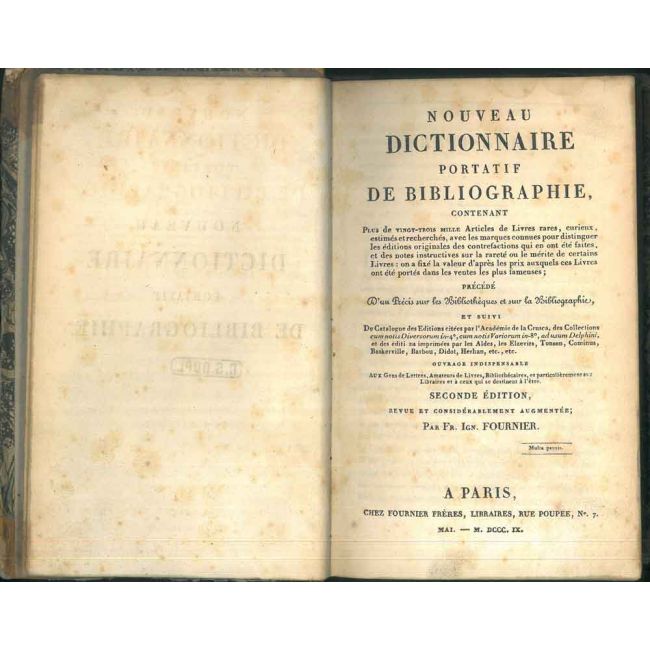 NOUVEAU
DICTIONNAIRE
PORTATIF
DE BIBLIOGRAPHIE,
CONTENANT
PLUS DE VINGT-TROIS MILLE Articles de Livres rares, curieux,
estimés et recherchés, avec les marques connues pour distinguer
les éditions originales des contrefactions qui en ont été faites,
et des notes instructives sur la rareté ou le mérite de certains
Livres : on a fixé la valeur d'après les prix auxquels ces Livres
ont été portés dans les ventes les plus fameuses ;
PRÉCÉDÉ
D'un Précis sur les Bibliothèques et sur la Bibliographie,
ET SUIVI
Du Catalogue des Editions citées par l'Académie de la Crusca, des Collections
cum notis Diversorum in-4°, cum notis Variorum in-8°, ad usum Delphini,
et des éditi ns imprimées par les Aldes, les Elzevirs, Tonson, Cominus,
Baskerville, Barbou, Didot, Herhan, etc., etc.
OUVRAGE INDISPENSABLE
AUX Gens de Lettres, Amateurs de Livres, Bibliothécaires, et particulièrement aux
Libraires et à ceux qui se destinent à l'être.
SECONDE ÉDITION,
REVUE ET CONSIDÉRABLEMENT AUGMENTÉE ;
PAR FR. IGN. FOURNIER.
Multa paucis.
A PARIS,
CHEZ FOURNIER FRÈRES, LIBRAIRES, RUE POUPÉE, N°. 7.
MAI. — M. DCCC. IX.